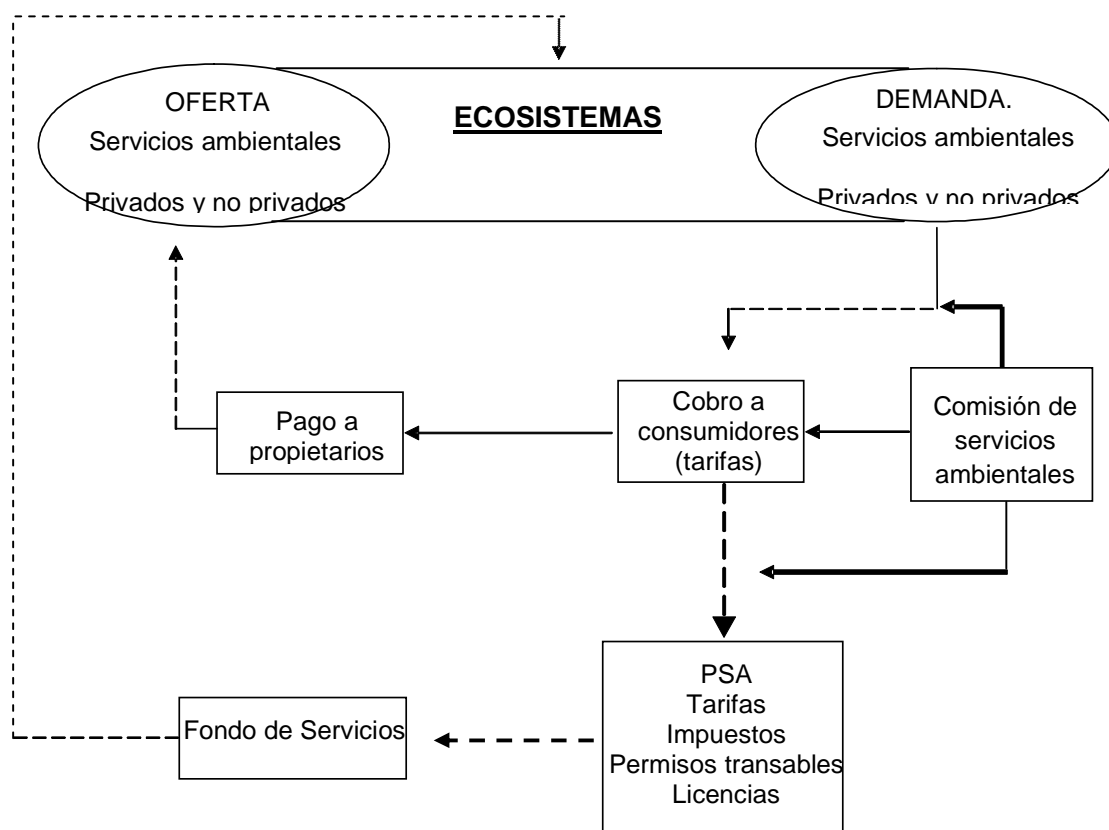 OFERTA
Servicios ambientales
Privados y no privados
ECOSISTEMAS
DEMANDA.
Servicios ambientales
Privados y no privados
Pago a
propietarios
Cobro a
consumidores
(tarifas)
Comisión de
servicios
ambientales
Fondo de Servicios
PSA
Tarifas
Impuestos
Permisos transables
Licencias